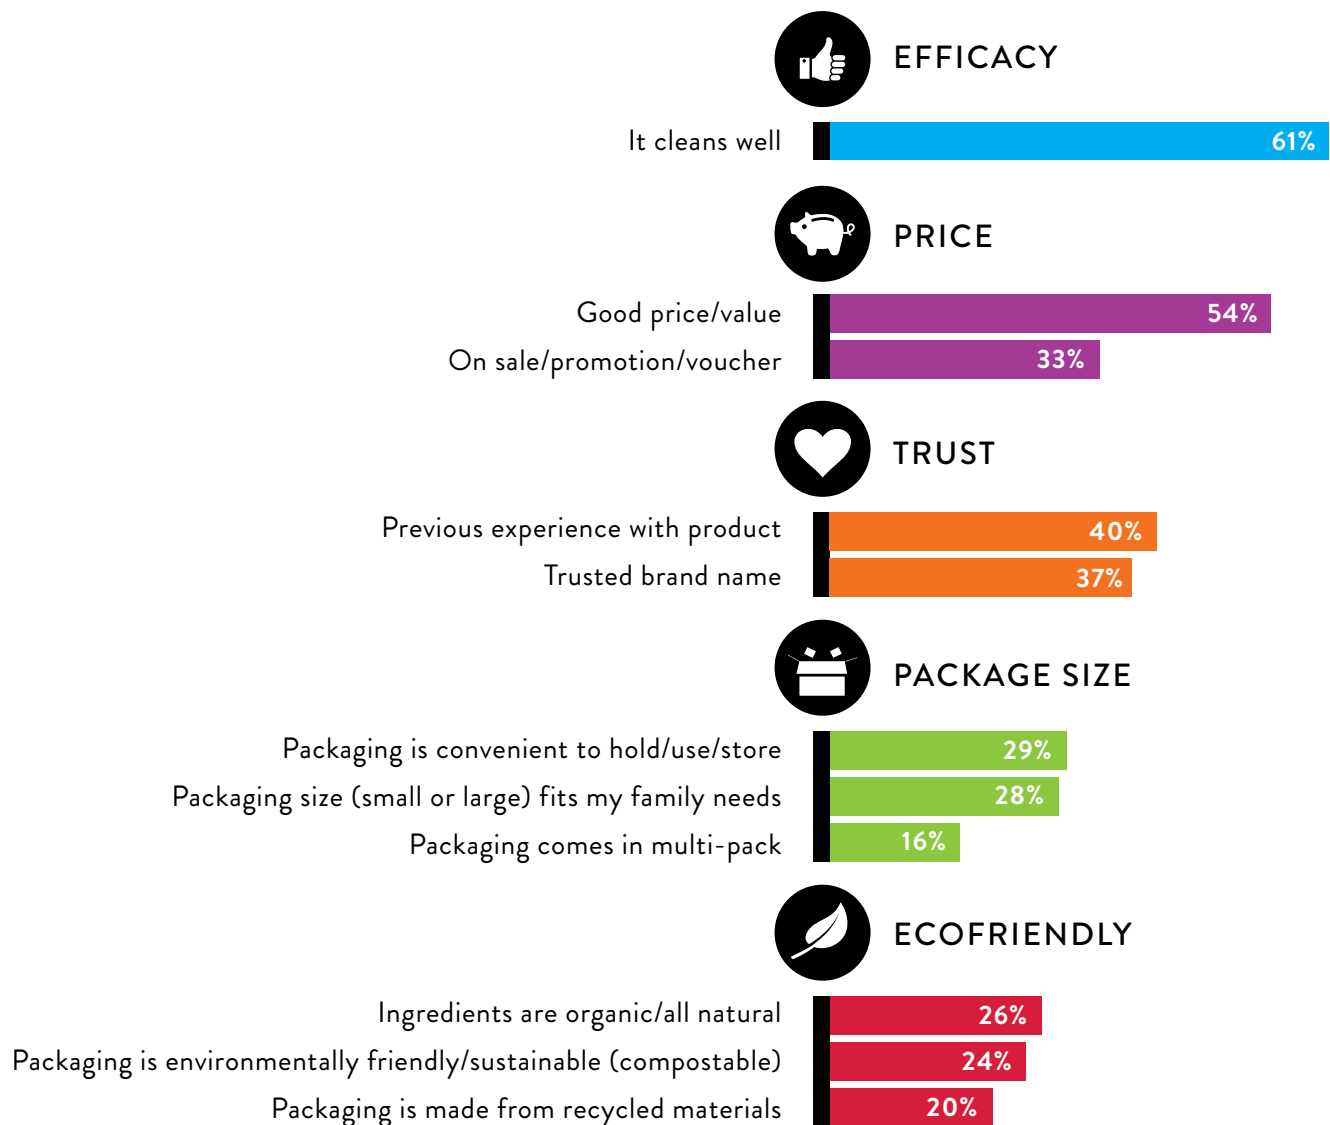 EFFICACY
It cleans well 61%
PRICE
Good price/value 54%
On sale/promotion/voucher 33%
TRUST
Previous experience with product 40%
Trusted brand name 37%
PACKAGE SIZE
Packaging is convenient to hold/use/store 29%
Packaging size (small or large) fits my family needs 28%
Packaging comes in multi-pack 16%
ECOFRIENDLY
Ingredients are organic/all natural 26%
Packaging is environmentally friendly/sustainable (compostable) 24%
Packaging is made from recycled materials 20%